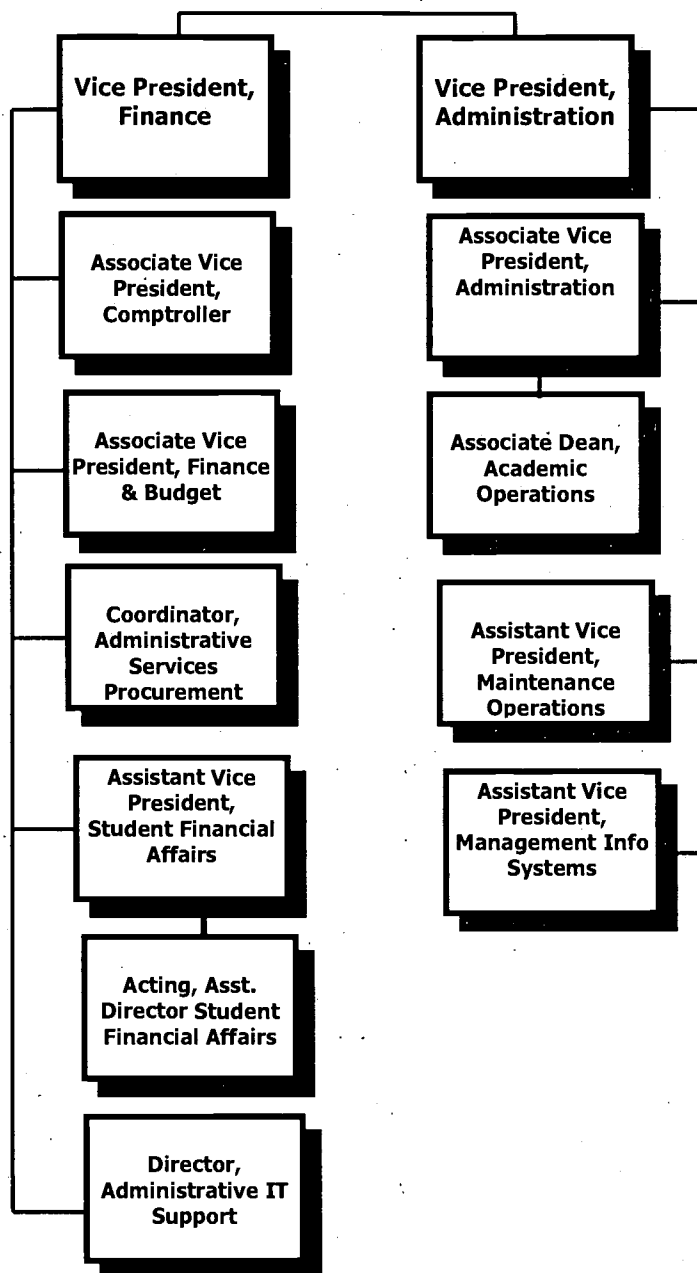 Vice President,
Finance
Vice President,
Administration
Associate Vice
President,
Comptroller
Associate Vice
President,
Administration
Associate Vice
President, Finance
& Budget
Associate Dean,
Academic
Operations
Coordinator,
Administrative
Services
Procurement
Assistant Vice
President,
Maintenance
Operations
Assistant Vice
President,
Student Financial
Affairs
Assistant Vice
President,
Management Info
Systems
Acting, Asst.
Director Student
Financial Affairs
Director,
Administrative IT
Support